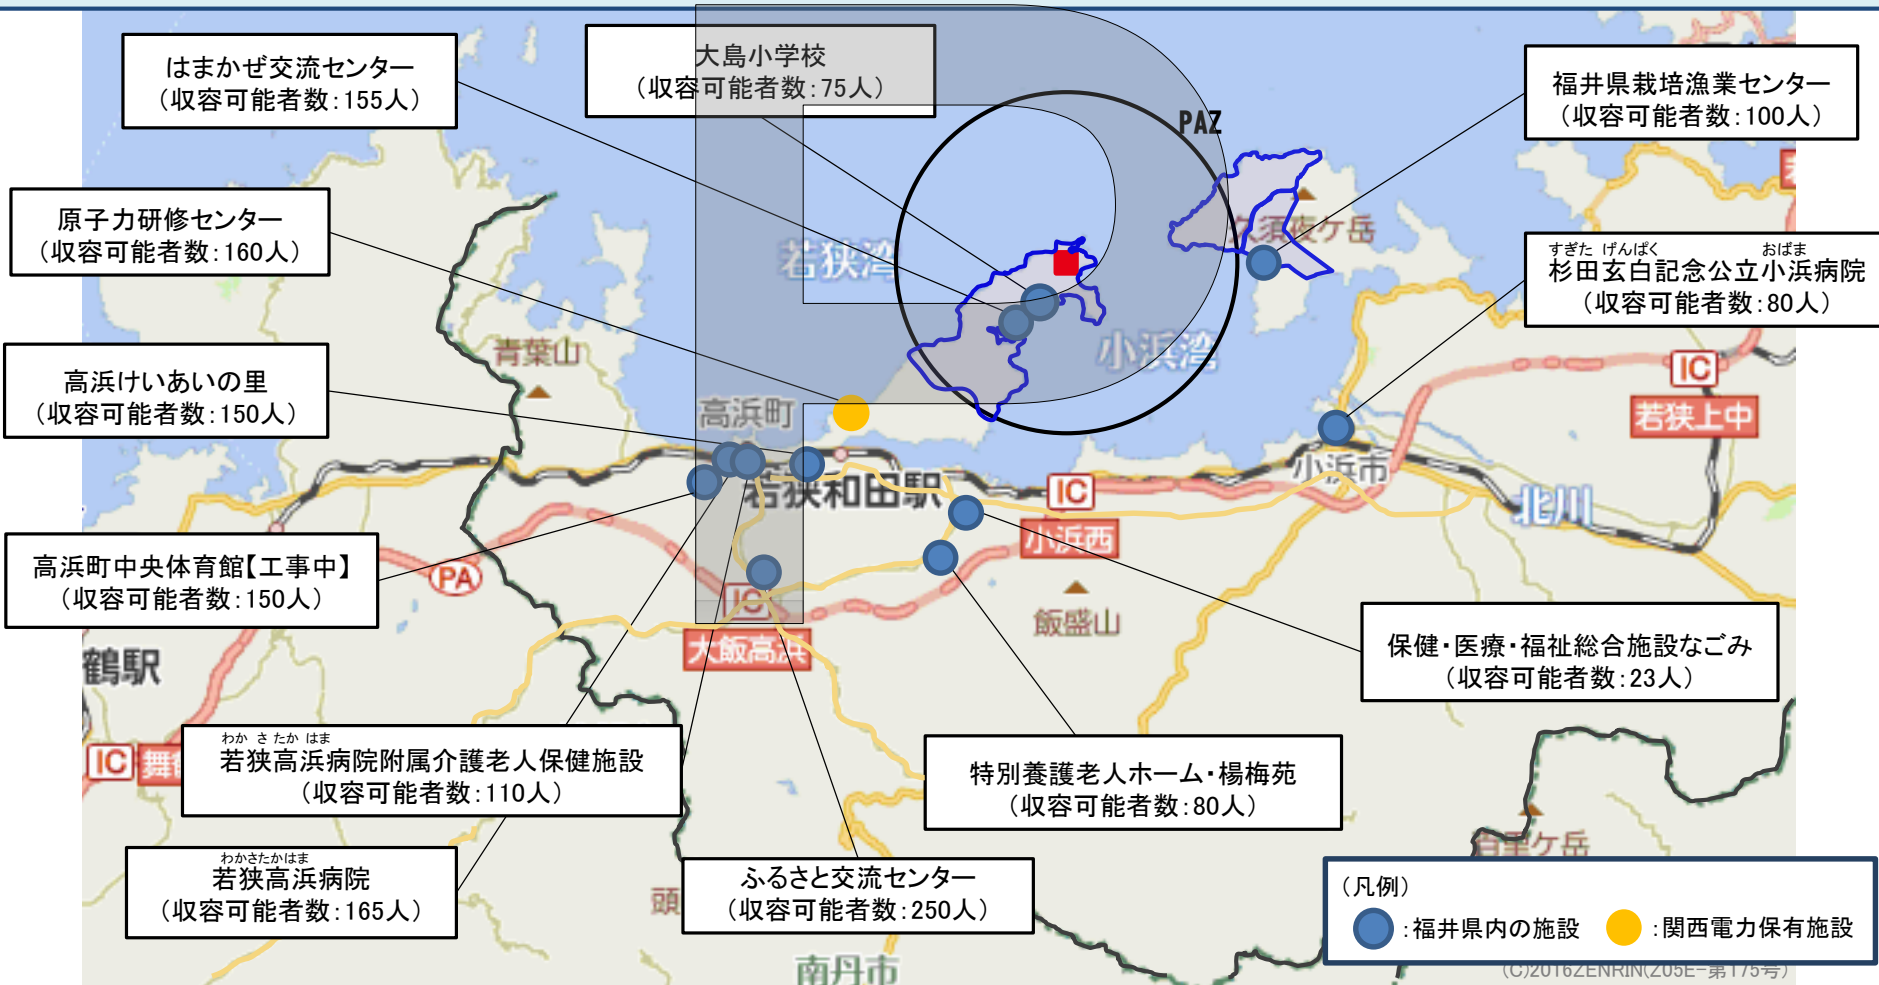 はまかぜ交流センター
（収容可能者数：155人）
大島小学校
（収容可能者数：75人）
福井県栽培漁業センター
（収容可能者数：100人）
PAZ
原子力研修センター
（収容可能者数：160人）
若狭湾
久須夜ケ岳
すぎた げんぱく おばま
杉田玄白記念公立小浜病院
（収容可能者数：80人）
青葉山
小浜湾
高浜けいあいの里
（収容可能者数：150人）
高浜町
IC
若狭上中
若狭和田駅
IC
小浜市
北川
小浜西
高浜町中央体育館【工事中】
（収容可能者数：150人）
PA
IC
大飯高浜
飯盛山
保健・医療・福祉総合施設なごみ
（収容可能者数：23人）
鶴駅
IC
わか さ たか はま
若狭高浜病院附属介護老人保健施設
（収容可能者数：110人）
特別養護老人ホーム・楊梅苑
（収容可能者数：80人）
わかさたかはま
若狭高浜病院
（収容可能者数：165人）
頭
ふるさと交流センター
（収容可能者数：250人）
南丹市
（凡例）
：福井県内の施設
：関西電力保有施設
(C)2016ZENRIN(Z05E-第175号)